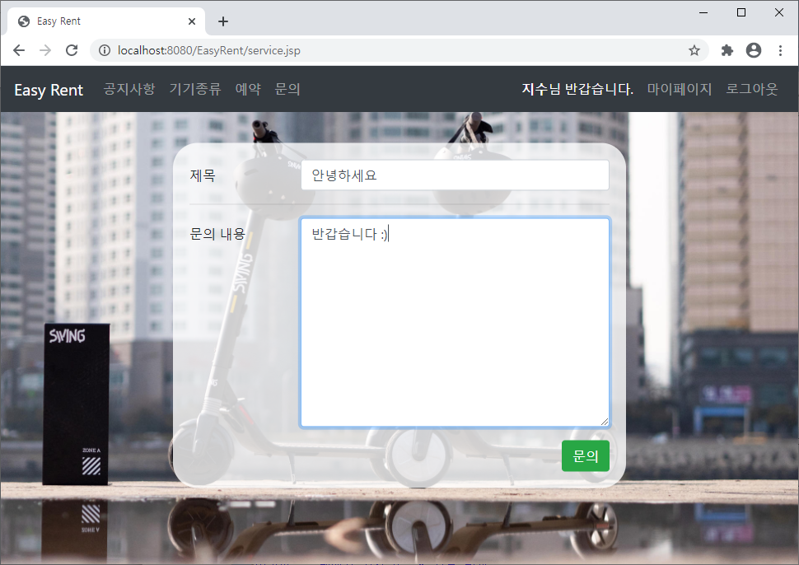 Easy Rent
localhost:8080/EasyRent/service.jsp
Easy Rent 공지사항 기기종류 예약 문의 지수님 반갑습니다. 마이페이지 로그아웃
제목 안녕하세요
문의 내용 반갑습니다 :)
SWING
SWING
ZONE A
문의